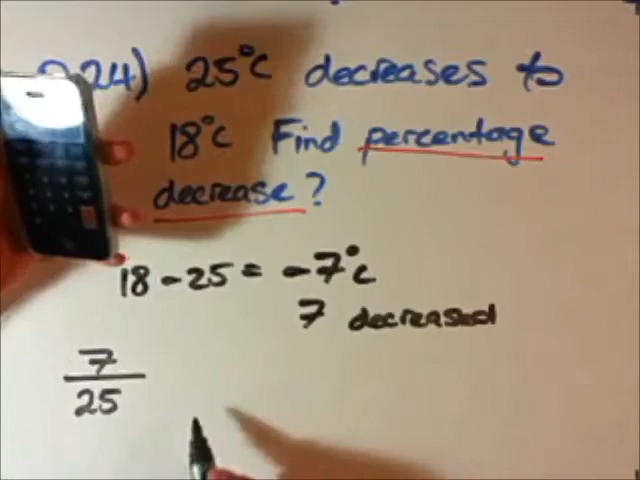 24) 25°C decreases to
18°C Find percentage
decrease?
18 - 25 = -7°C
7 decreased
7
25